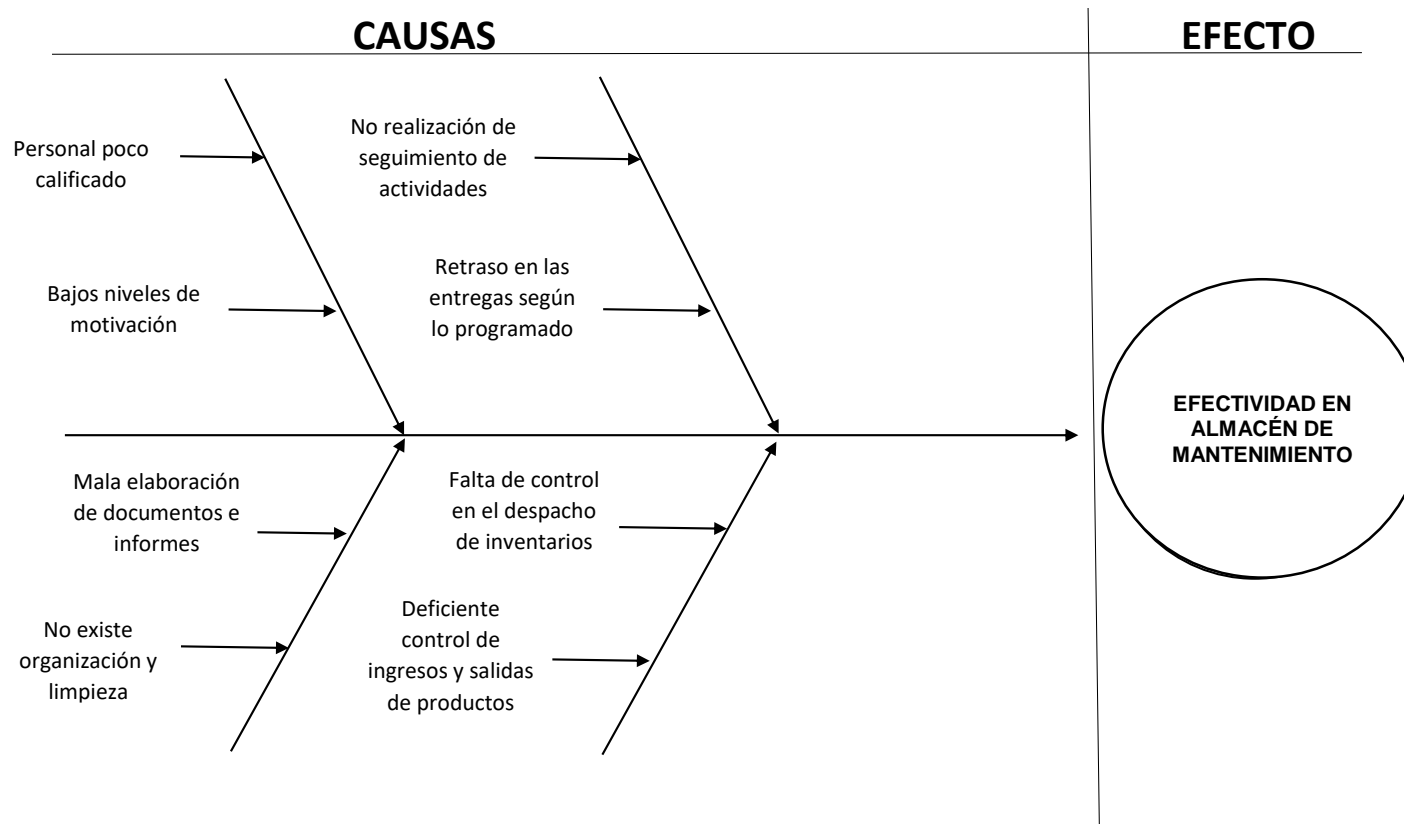 CAUSAS
EFECTO
Personal poco
calificado
No realización de
seguimiento de
actividades
Bajos niveles de
motivación
Retraso en las
entregas según
lo programado
EFECTIVIDAD EN
ALMACÉN DE
MANTENIMIENTO
Mala elaboración
de documentos e
informes
Falta de control
en el despacho
de inventarios
No existe
organización y
limpieza
Deficiente
control de
ingresos y salidas
de productos